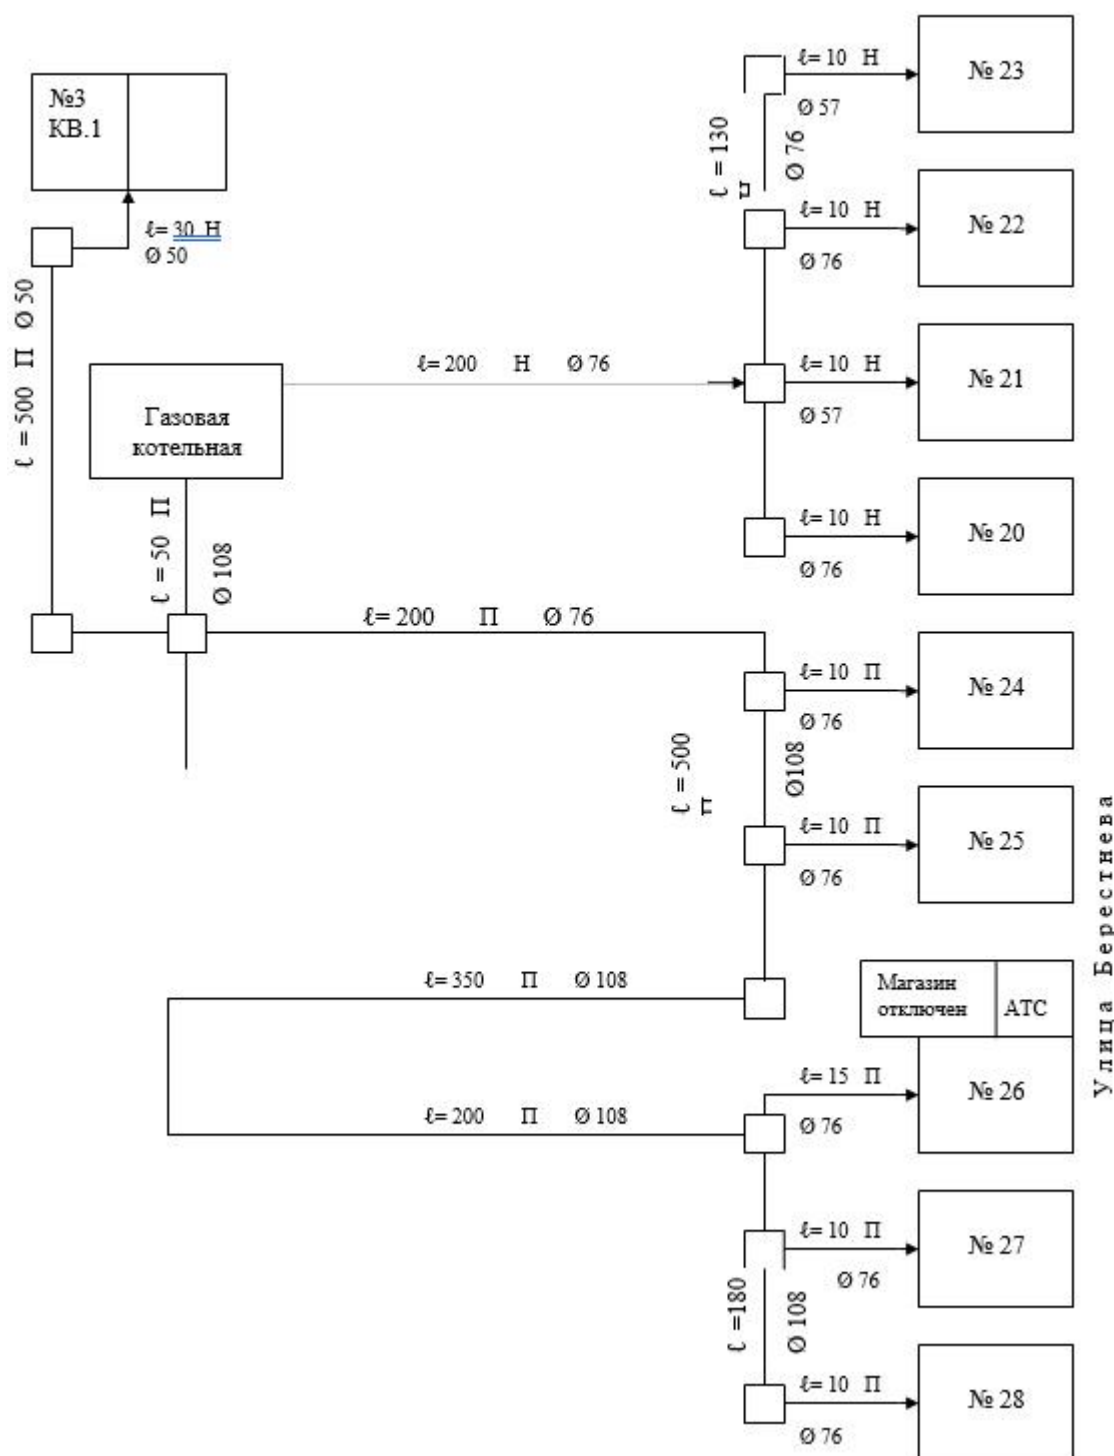 ℓ= 10 Н
№ 23
Ø 57
№3
КВ.1
ℓ = 130
П
Ø 76
ℓ= 10 Н
№ 22
Ø 76
ℓ= 30 Н
Ø 50
ℓ = 500 П Ø 50
ℓ= 200 Н Ø 76
ℓ= 10 Н
№ 21
Ø 57
Газовая
котельная
ℓ = 50 П
Ø 108
ℓ= 10 Н
№ 20
Ø 76
ℓ= 200 П Ø 76
ℓ= 10 П
№ 24
Ø 76
ℓ = 500
П
Ø108
ℓ= 10 П
№ 25
Ø 76
Улица Берестнева
ℓ= 350 П Ø 108
Магазин
отключен
АТС
ℓ= 15 П
№ 26
Ø 76
ℓ= 200 П Ø 108
ℓ= 10 П
№ 27
Ø 76
ℓ =180
Ø 108
ℓ= 10 П
№ 28
Ø 76